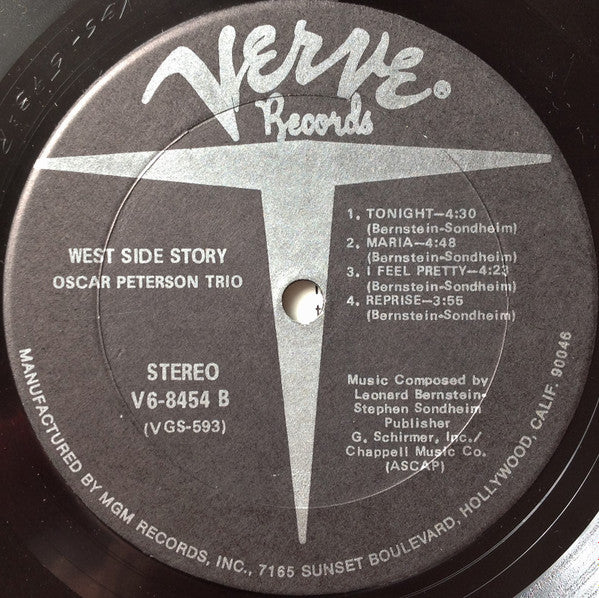 VERVE®
Records
WEST SIDE STORY
OSCAR PETERSON TRIO
1. TONIGHT—4:30
(Bernstein-Sondheim)
2. MARIA—4:48
(Bernstein-Sondheim)
3. I FEEL PRETTY—4:23
(Bernstein-Sondheim)
4. REPRISE—3:55
(Bernstein-Sondheim)
STEREO
V6-8454 B
(VGS-593)
Music Composed by
Leonard Bernstein-
Stephen Sondheim
Publisher
G. Schirmer, Inc./
Chappell Music Co.
(ASCAP)
MANUFACTURED BY MGM RECORDS, INC., 7165 SUNSET BOULEVARD, HOLLYWOOD, CALIF. 90046